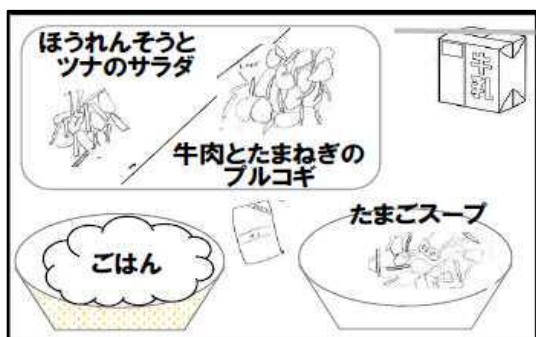 ほうれんそうと
ツナのサラダ
牛肉とたまねぎの
プルコギ
牛乳
たまごスープ
ごはん